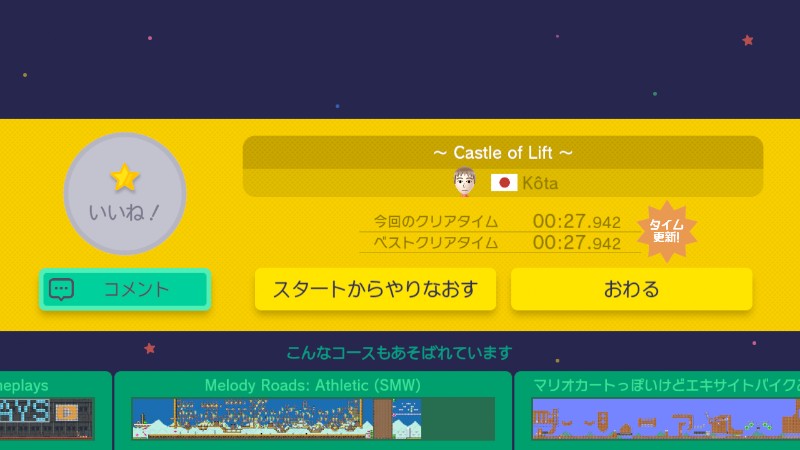 ～ Castle of Lift ～
Kôta
いいね！
今回のクリアタイム 00:27.942
ベストクリアタイム 00:27.942
タイム
更新!
コメント
スタートからやりなおす
おわる
こんなコースもあそばれています
neplays
Melody Roads: Athletic (SMW)
マリオカートっぽいけどエキサイトバイク
AYS